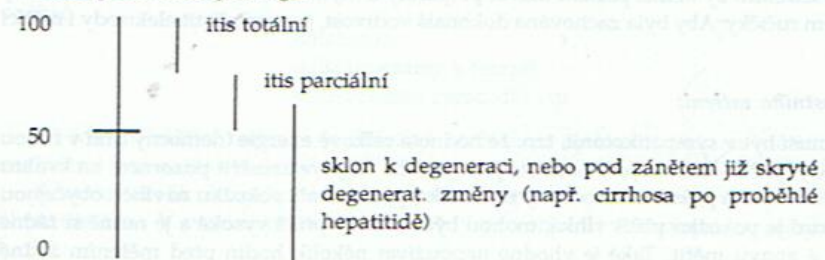 100
itis totální
itis parciální
50
sklon k degeneraci, nebo pod zánětem již skryté
degenerat. změny (např. cirrhosa po proběhlé
hepatitidě)
0